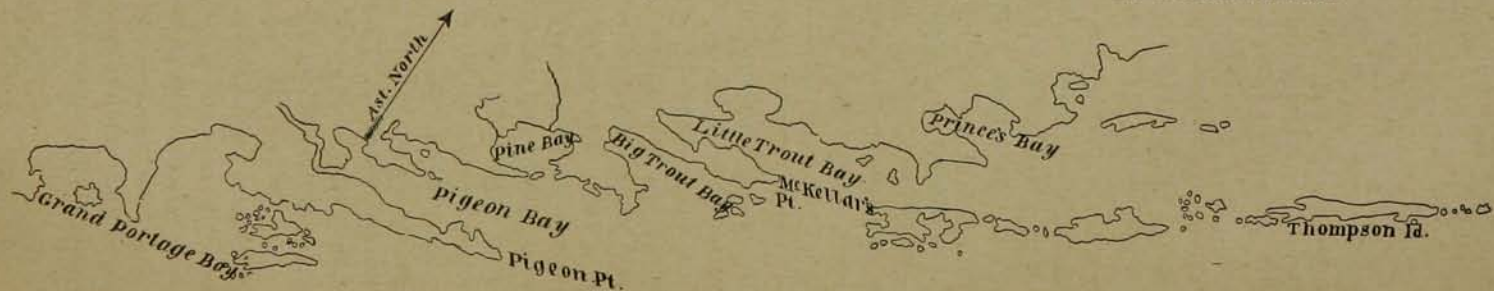 Ast. North
Grand Portage Bay
Pigeon Bay
Pigeon Pt.
Pine Bay
Big Trout Bay
Little Trout Bay
McKellar's
Pt.
Prince's Bay
Thompson Id.